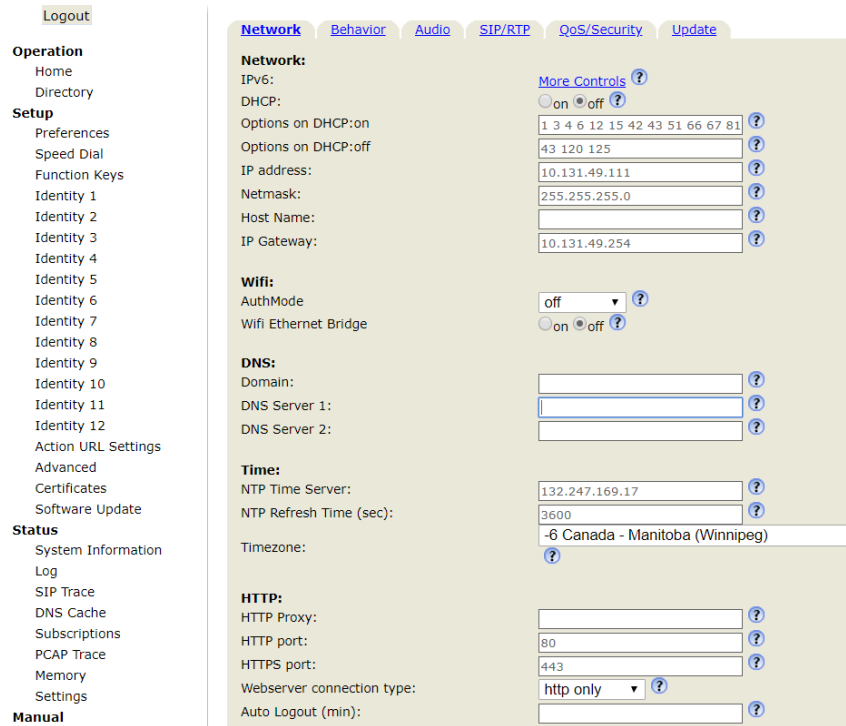 Logout
Operation
Home
Directory
Setup
Preferences
Speed Dial
Function Keys
Identity 1
Identity 2
Identity 3
Identity 4
Identity 5
Identity 6
Identity 7
Identity 8
Identity 9
Identity 10
Identity 11
Identity 12
Action URL Settings
Advanced
Certificates
Software Update
Status
System Information
Log
SIP Trace
DNS Cache
Subscriptions
PCAP Trace
Memory
Settings
Manual
Network Behavior Audio SIP/RTP QoS/Security Update
Network:
IPv6: More Controls ?
DHCP: on off ?
Options on DHCP:on 1 3 4 6 12 15 42 43 51 66 67 81 ?
Options on DHCP:off 43 120 125 ?
IP address: 10.131.49.111 ?
Netmask: 255.255.255.0 ?
Host Name: ?
IP Gateway: 10.131.49.254 ?
Wifi:
AuthMode off ?
Wifi Ethernet Bridge on off ?
DNS:
Domain: ?
DNS Server 1: ?
DNS Server 2: ?
Time:
NTP Time Server: 132.247.169.17 ?
NTP Refresh Time (sec): 3600 ?
Timezone: -6 Canada - Manitoba (Winnipeg)
?
HTTP:
HTTP Proxy: ?
HTTP port: 80 ?
HTTPS port: 443 ?
Webserver connection type: http only ?
Auto Logout (min): ?